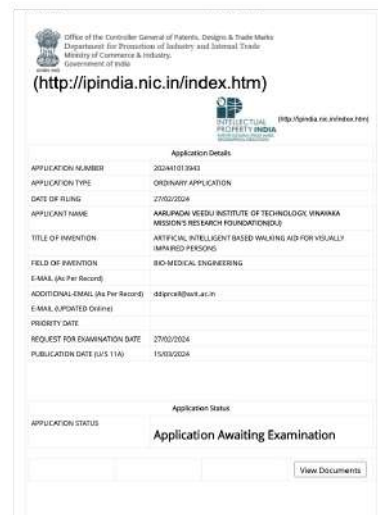 Office of the Controller General of Patents, Designs & Trade Marks
Department for Promotion of Industry and Internal Trade
Ministry of Commerce & Industry,
Government of India
(http://ipindia.nic.in/index.htm)
INTELLECTUAL
PROPERTY INDIA
(http://ipindia.nic.in/index.htm)
Application Details
APPLICATION NUMBER 202441013943
APPLICATION TYPE ORDINARY APPLICATION
DATE OF FILING 27/02/2024
APPLICANT NAME AARUPADAI VEEDU INSTITUTE OF TECHNOLOGY, VINAYAKA
MISSION'S RESEARCH FOUNDATION(DU)
TITLE OF INVENTION ARTIFICIAL INTELLIGENT BASED WALKING AID FOR VISUALLY
IMPAIRED PERSONS
FIELD OF INVENTION BIO-MEDICAL ENGINEERING
E-MAIL (As Per Record)
ADDITIONAL-EMAIL (As Per Record)
E-MAIL (UPDATED Online)
PRIORITY DATE
REQUEST FOR EXAMINATION DATE 27/02/2024
PUBLICATION DATE (U/S 11A) 15/03/2024
Application Status
APPLICATION STATUS
Application Awaiting Examination
View Documents